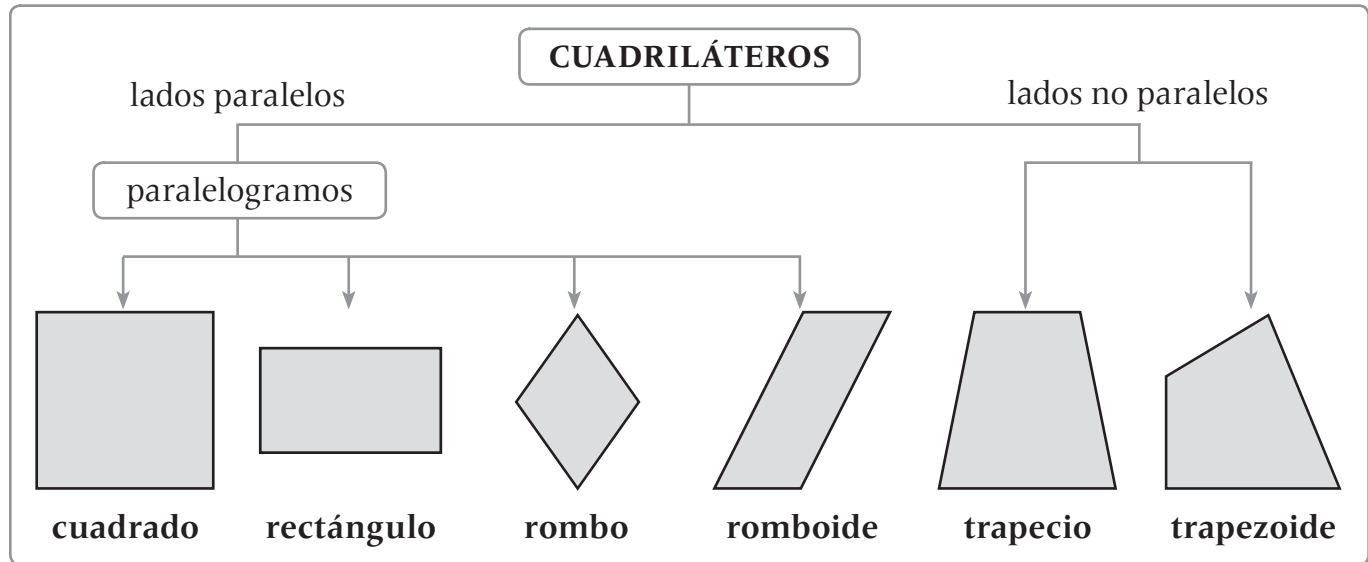 CUADRILÁTEROS
lados paralelos
lados no paralelos
paralelogramos
cuadrado
rectángulo
rombo
romboide
trapecio
trapezoide